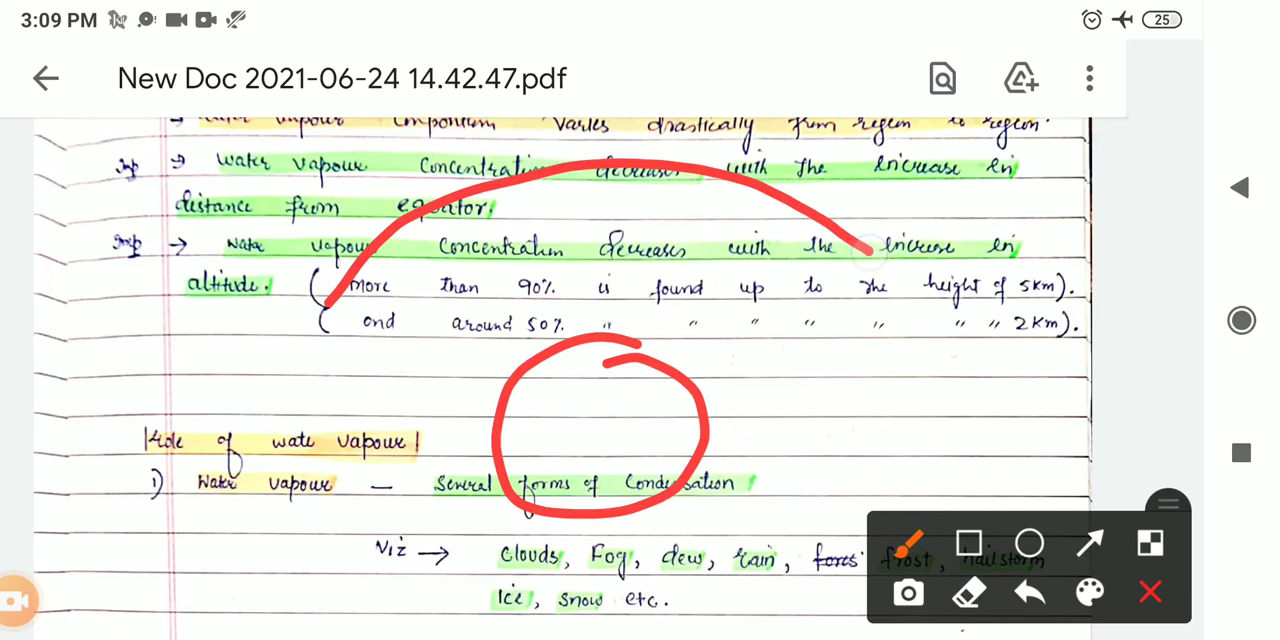 3:09 PM 25
New Doc 2021-06-24 14.42.47.pdf
→ water vapour composition varies drastically from region to region.
Imp → water vapour concentration decreases with the increase in
distance from equator.
Imp → Water vapour concentration decreases with the increase in
altitude. (More than 90% is found up to the height of 5km).
(and around 50% " " " " " " " 2km).
Role of wate vapour
1) Water vapour — Several forms of Condensation
Viz → Clouds, Fog, dew, rain, frost, hailstorm
Ice, snow etc.